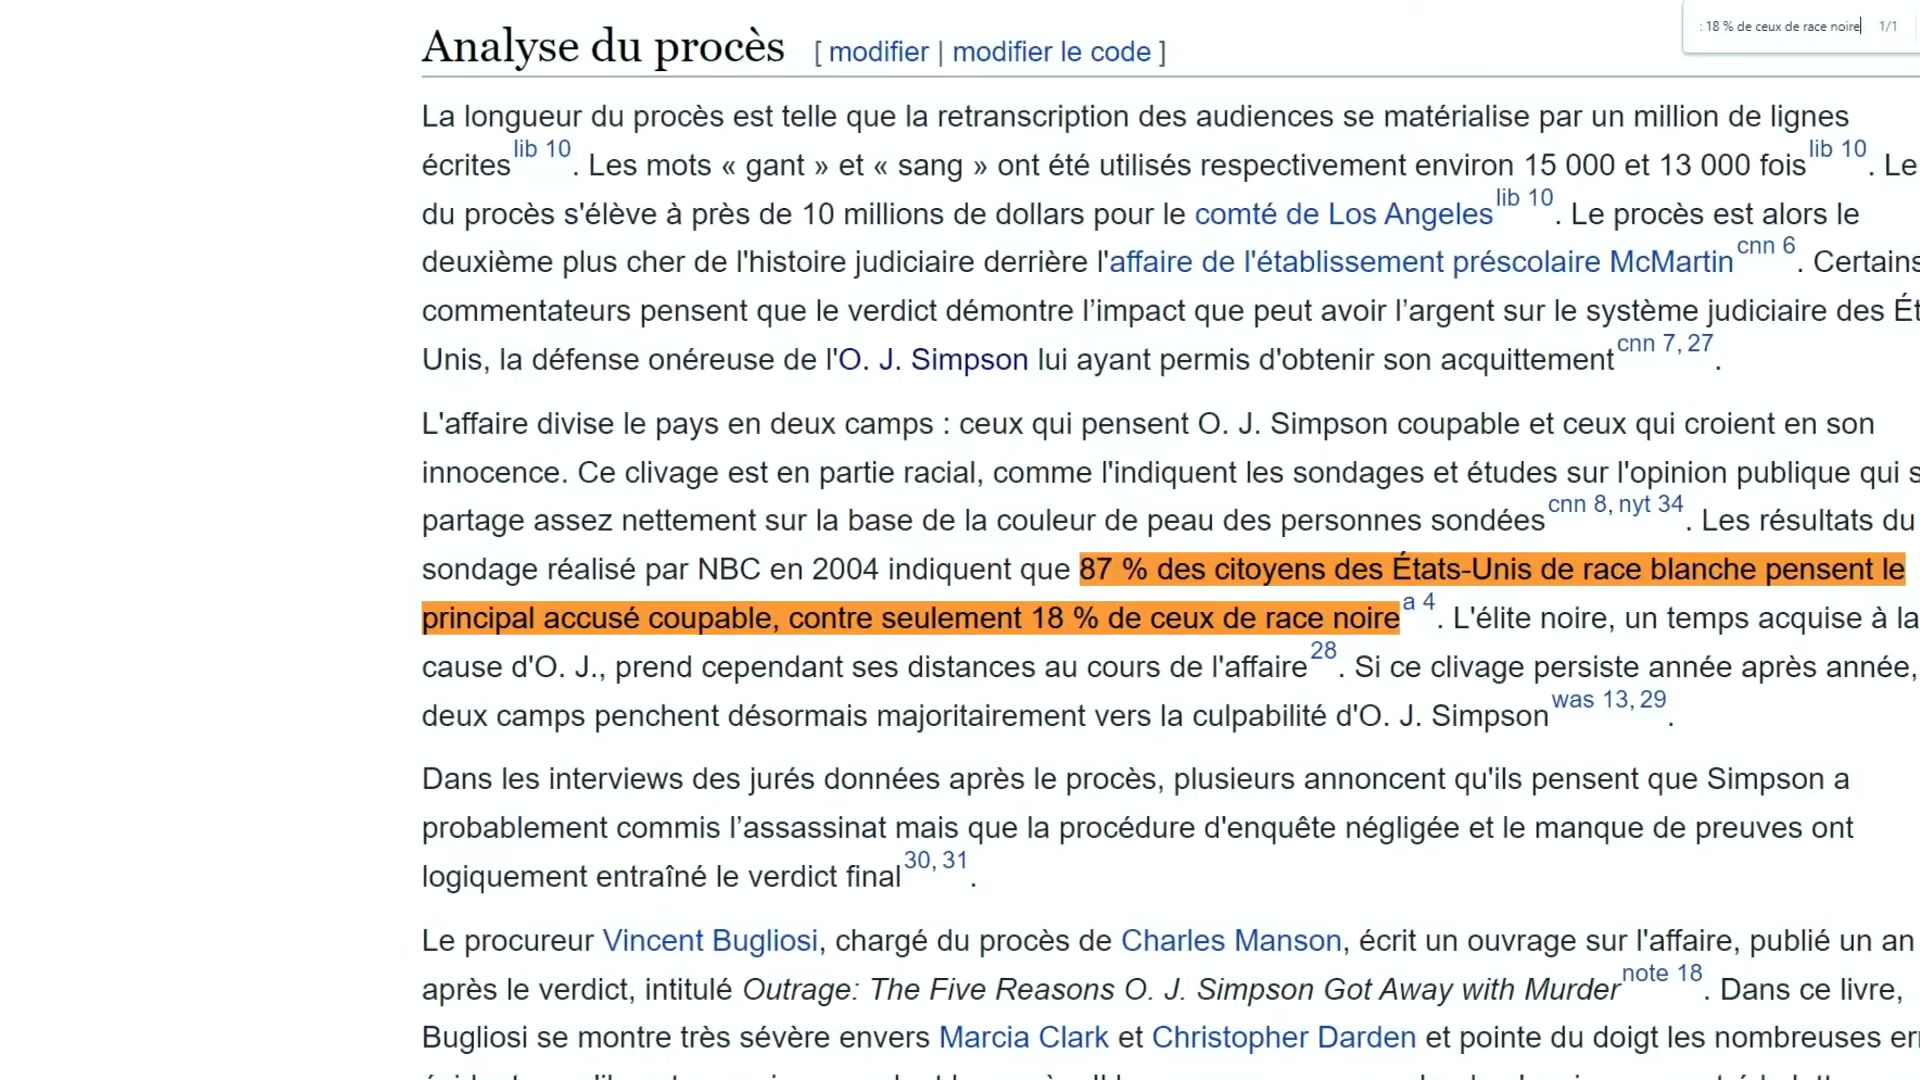 : 18 % de ceux de race noire 1/1
Analyse du procès [ modifier | modifier le code ]
La longueur du procès est telle que la retranscription des audiences se matérialise par un million de lignes
écrites lib 10. Les mots « gant » et « sang » ont été utilisés respectivement environ 15 000 et 13 000 fois lib 10. Le
du procès s'élève à près de 10 millions de dollars pour le comté de Los Angeles lib 10. Le procès est alors le
deuxième plus cher de l'histoire judiciaire derrière l'affaire de l'établissement préscolaire McMartin cnn 6. Certains
commentateurs pensent que le verdict démontre l’impact que peut avoir l’argent sur le système judiciaire des Ét
Unis, la défense onéreuse de l'O. J. Simpson lui ayant permis d'obtenir son acquittement cnn 7, 27.
L'affaire divise le pays en deux camps : ceux qui pensent O. J. Simpson coupable et ceux qui croient en son
innocence. Ce clivage est en partie racial, comme l'indiquent les sondages et études sur l'opinion publique qui s
partage assez nettement sur la base de la couleur de peau des personnes sondées cnn 8, nyt 34. Les résultats du
sondage réalisé par NBC en 2004 indiquent que 87 % des citoyens des États-Unis de race blanche pensent le
principal accusé coupable, contre seulement 18 % de ceux de race noire a 4. L'élite noire, un temps acquise à la
cause d'O. J., prend cependant ses distances au cours de l'affaire 28. Si ce clivage persiste année après année,
deux camps penchent désormais majoritairement vers la culpabilité d'O. J. Simpson was 13, 29.
Dans les interviews des jurés données après le procès, plusieurs annoncent qu'ils pensent que Simpson a
probablement commis l’assassinat mais que la procédure d'enquête négligée et le manque de preuves ont
logiquement entraîné le verdict final 30, 31.
Le procureur Vincent Bugliosi, chargé du procès de Charles Manson, écrit un ouvrage sur l'affaire, publié un an
après le verdict, intitulé Outrage: The Five Reasons O. J. Simpson Got Away with Murder note 18. Dans ce livre,
Bugliosi se montre très sévère envers Marcia Clark et Christopher Darden et pointe du doigt les nombreuses er